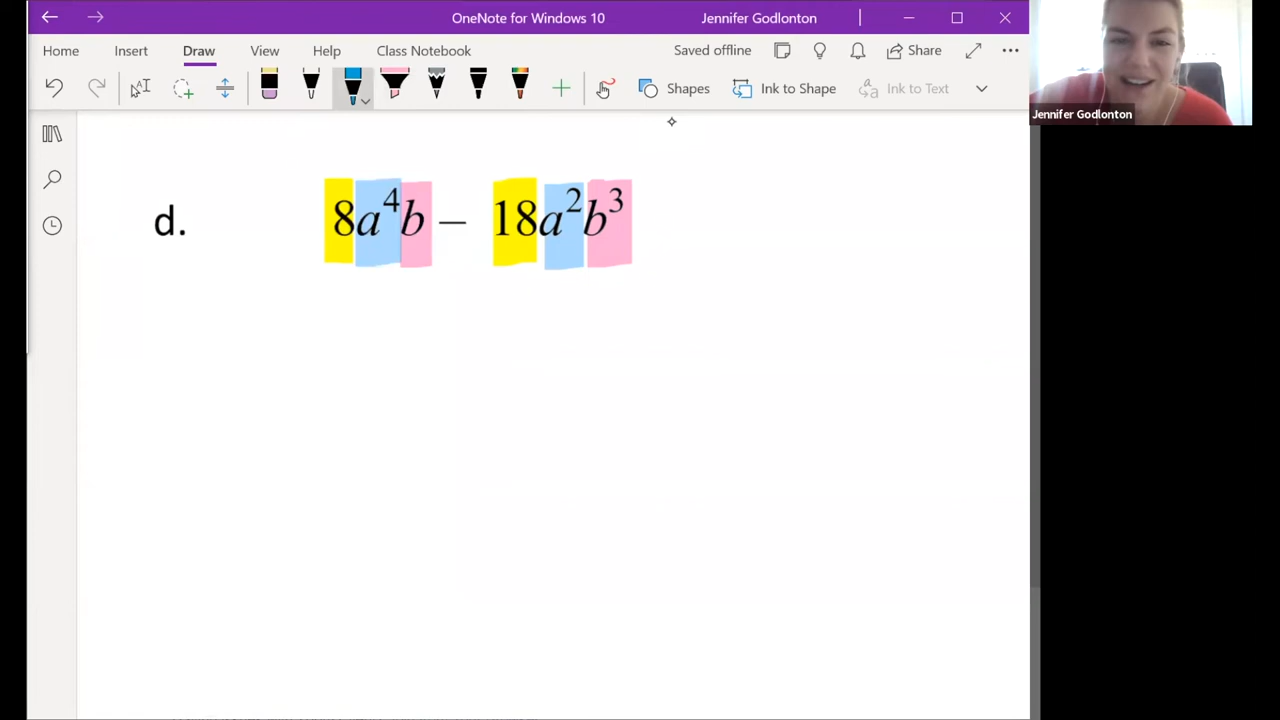 OneNote for Windows 10
Jennifer Godlonton
Home Insert Draw View Help Class Notebook
Saved offline
Share
Shapes
Ink to Shape
Ink to Text
Jennifer Godlonton
d. 8a⁴b – 18a²b³